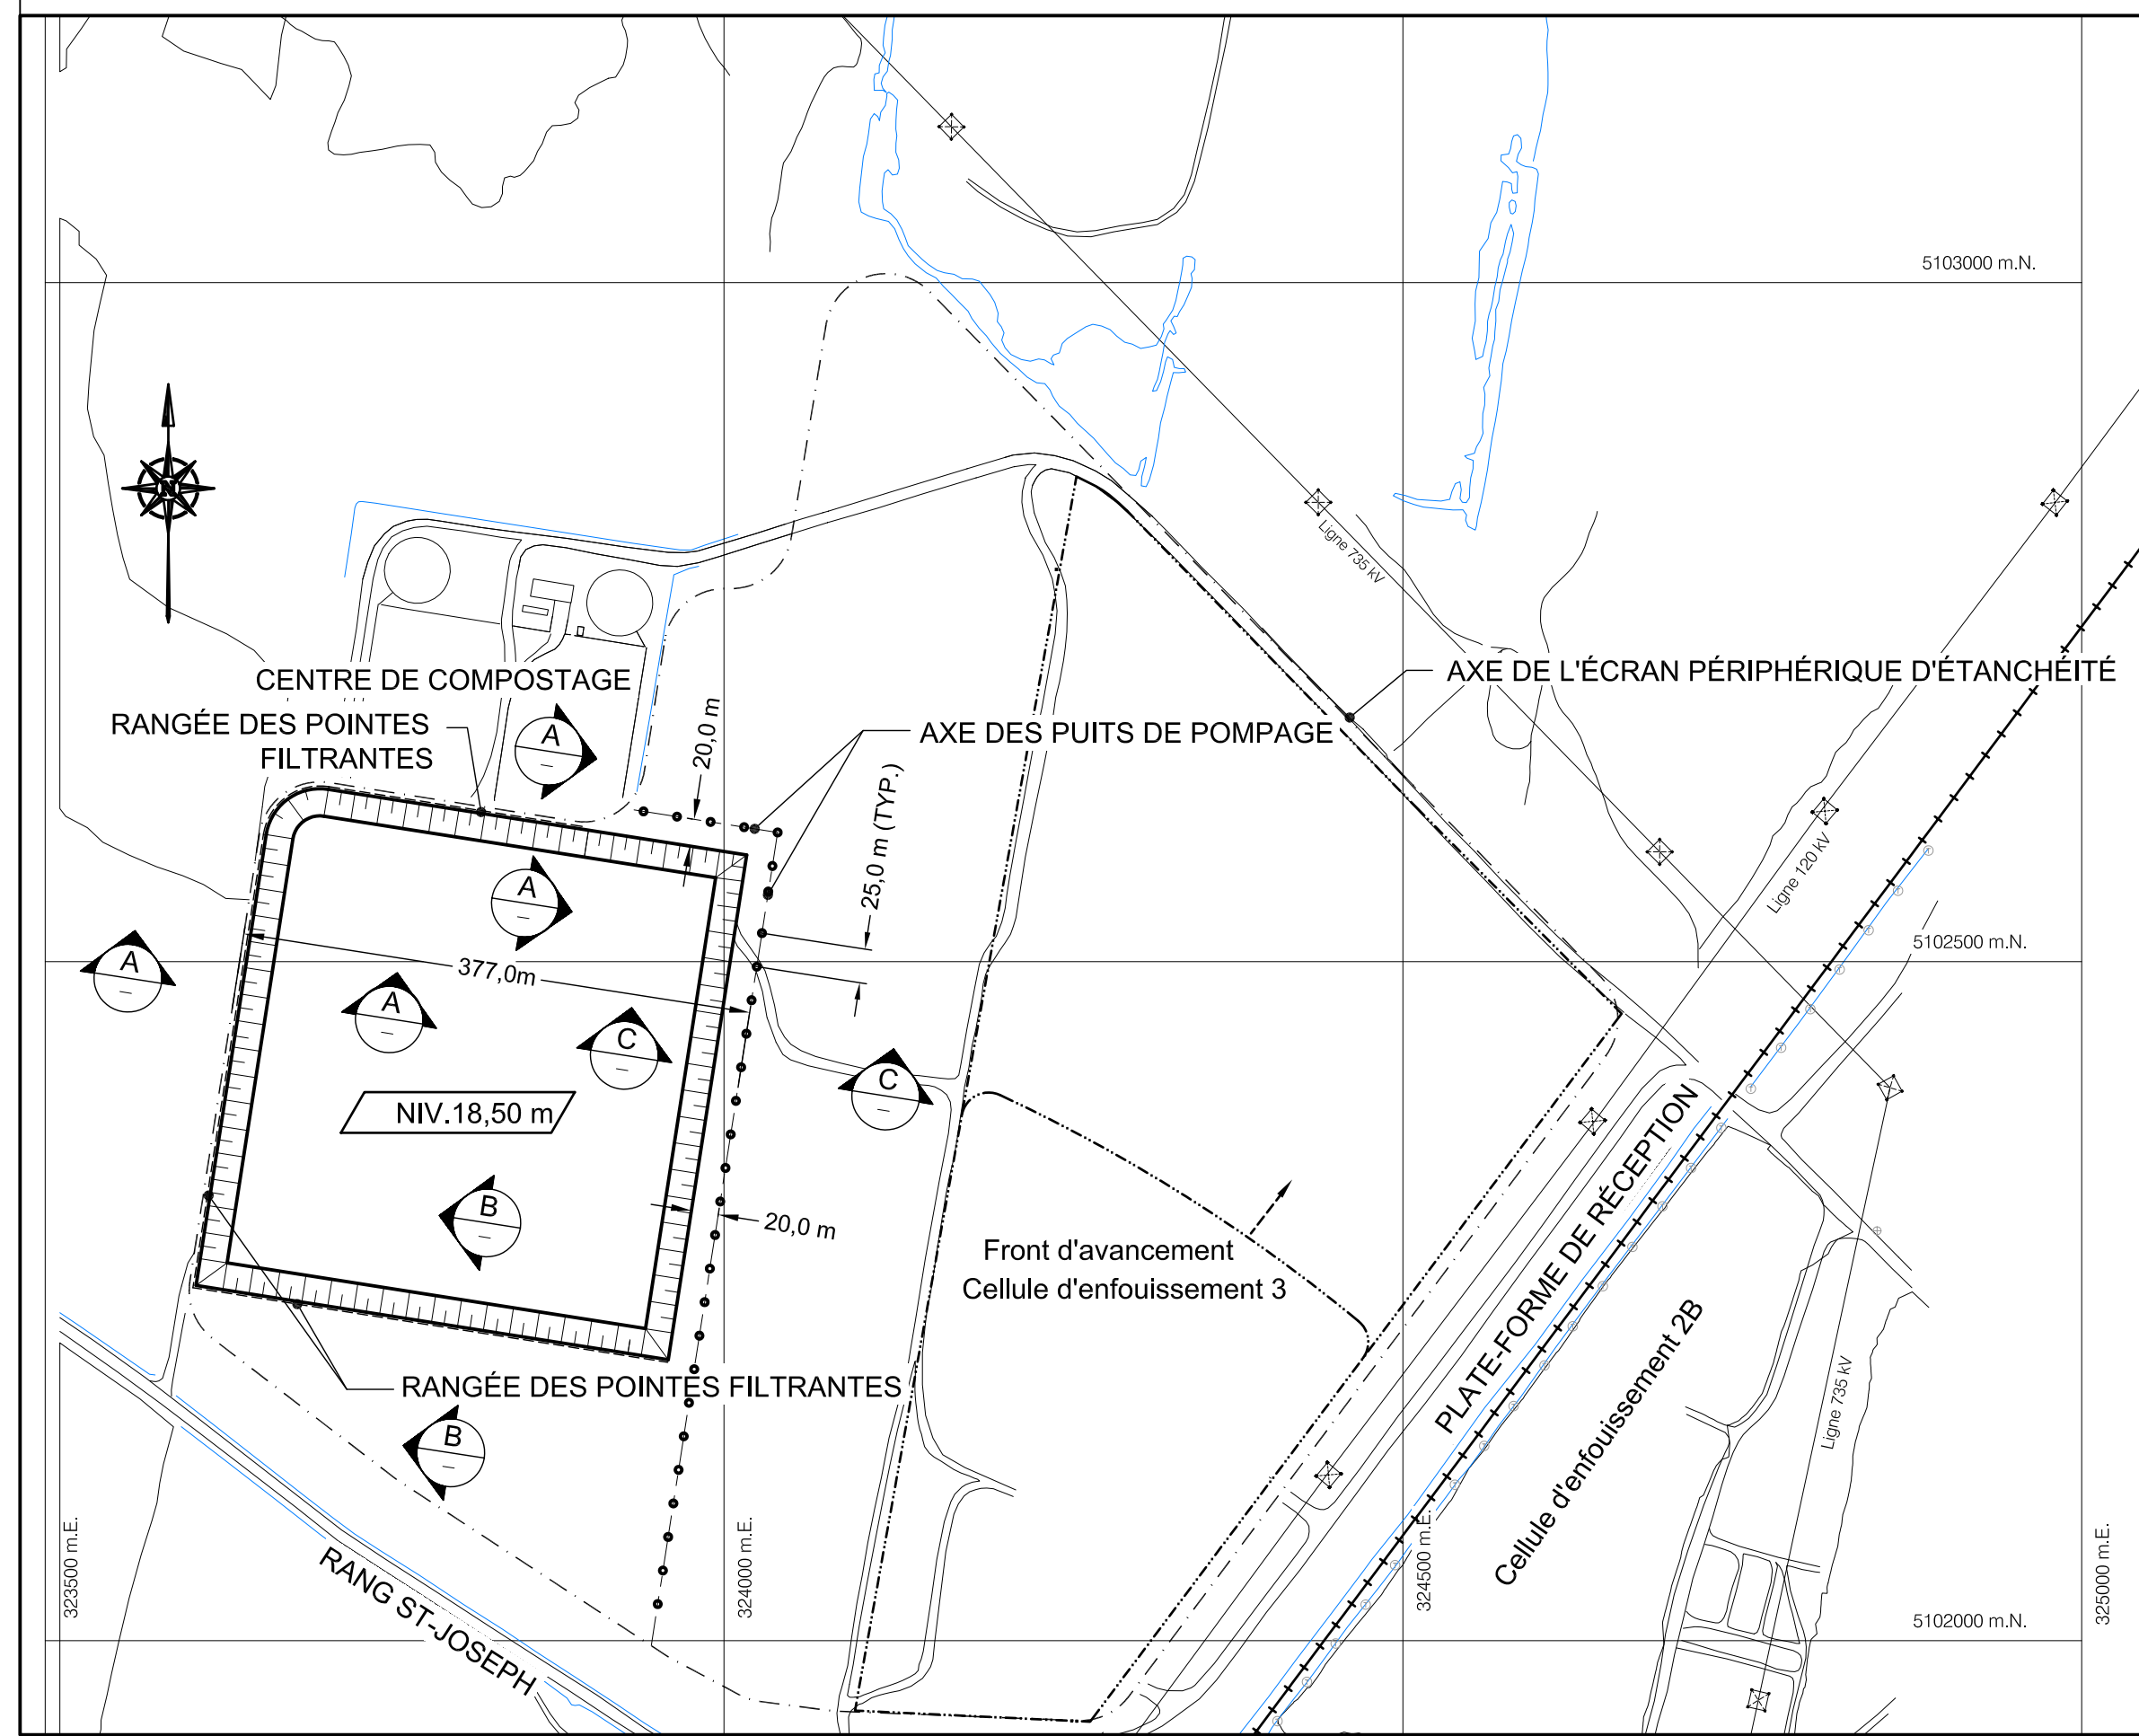 5103000 m.N.
N
Ligne 735 kV
CENTRE DE COMPOSTAGE
AXE DE L'ÉCRAN PÉRIPHÉRIQUE D'ÉTANCHÉITÉ
RANGÉE DES POINTES
FILTRANTES
A
20,0 m
AXE DES PUITS DE POMPAGE
25,0 m (TYP.)
Ligne 120 kV
A
5102500 m.N.
A
377,0m
A
C
C
NIV.18,50 m
B
20,0 m
Front d'avancement
Cellule d'enfouissement 3
PLATE-FORME DE RÉCEPTION
Cellule d'enfouissement 2B
RANGÉE DES POINTES FILTRANTES
B
Ligne 735 kV
323500 m.E.
324000 m.E.
324500 m.E.
325000 m.E.
RANG ST-JOSEPH
5102000 m.N.